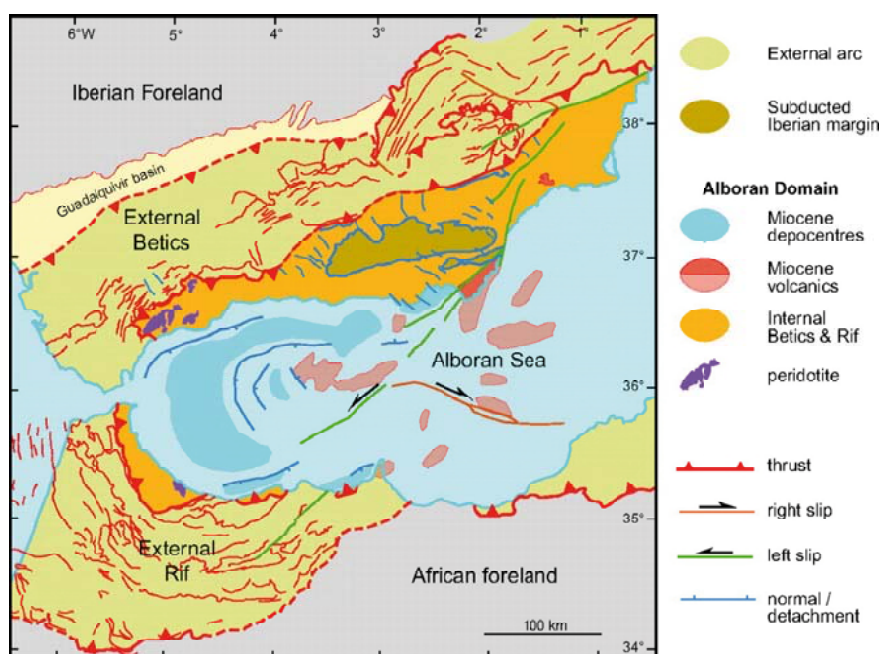 6°W
5°
4°
3°
2°
1°
Iberian Foreland
38°
Guadalquivir basin
External
Betics
37°
Alboran Sea
36°
35°
External
Rif
African foreland
100 km
34°
External arc
Subducted
Iberian margin
Alboran Domain
Miocene
depocentres
Miocene
volcanics
Internal
Betics & Rif
peridotite
thrust
right slip
left slip
normal /
detachment